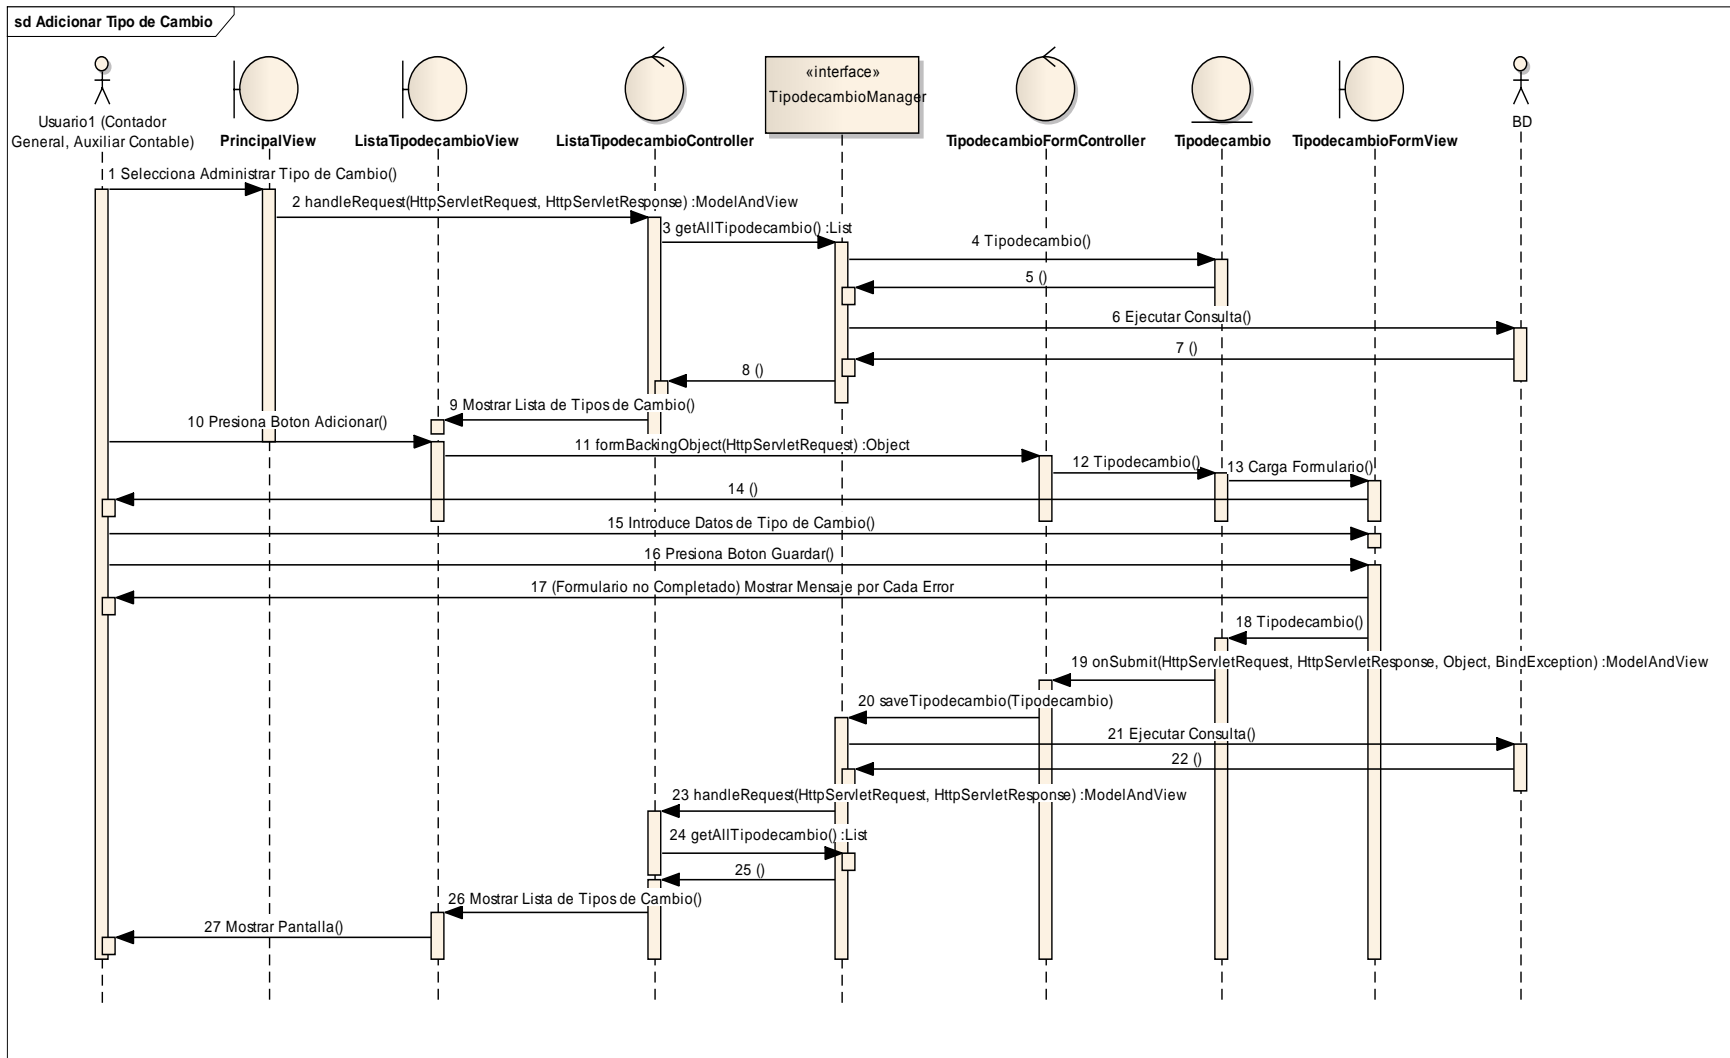 sd Adicionar Tipo de Cambio
«interface»
TipodecambioManager
Usuario1 (Contador
General, Auxiliar Contable)
PrincipalView
ListaTipodecambioView
ListaTipodecambioController
TipodecambioFormController
Tipodecambio
TipodecambioFormView
BD
1 Selecciona Administrar Tipo de Cambio()
2 handleRequest(HttpServletRequest, HttpServletResponse) :ModelAndView
3 getAllTipodecambio() :List
4 Tipodecambio()
5 ()
6 Ejecutar Consulta()
7 ()
8 ()
9 Mostrar Lista de Tipos de Cambio()
10 Presiona Boton Adicionar()
11 formBackingObject(HttpServletRequest) :Object
12 Tipodecambio()
13 Carga Formulario()
14 ()
15 Introduce Datos de Tipo de Cambio()
16 Presiona Boton Guardar()
17 (Formulario no Completado) Mostrar Mensaje por Cada Error
18 Tipodecambio()
19 onSubmit(HttpServletRequest, HttpServletResponse, Object, BindException) :ModelAndView
20 saveTipodecambio(Tipodecambio)
21 Ejecutar Consulta()
22 ()
23 handleRequest(HttpServletRequest, HttpServletResponse) :ModelAndView
24 getAllTipodecambio() :List
25 ()
26 Mostrar Lista de Tipos de Cambio()
27 Mostrar Pantalla()